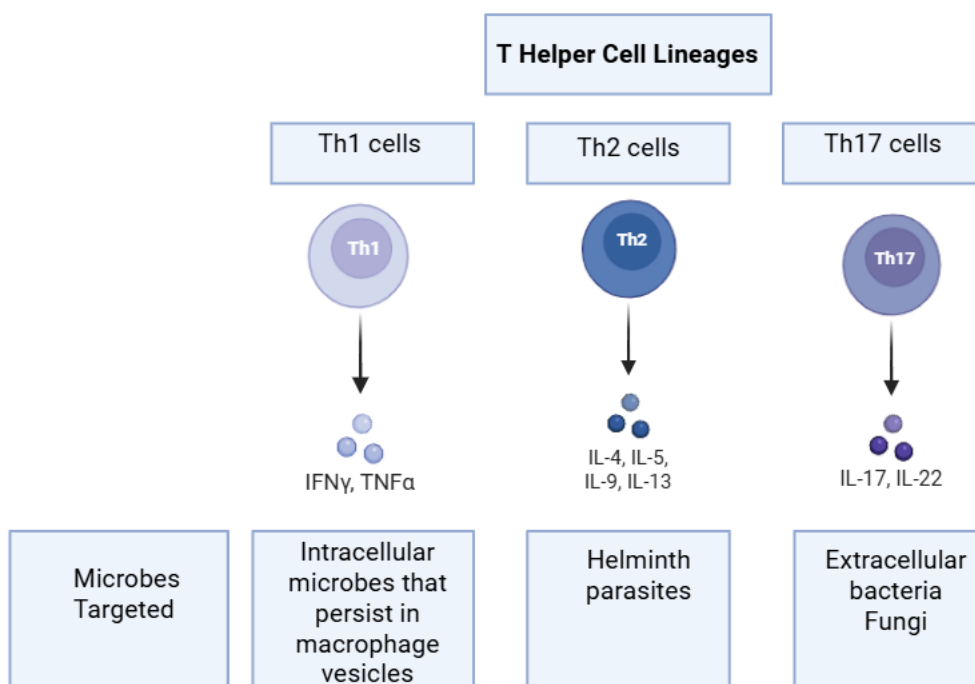 T Helper Cell Lineages
Th1 cells
Th2 cells
Th17 cells
Th1
Th2
Th17
IFNγ, TNFα
IL-4, IL-5,
IL-9, IL-13
IL-17, IL-22
Microbes
Targeted
Intracellular
microbes that
persist in
macrophage
vesicles
Helminth
parasites
Extracellular
bacteria
Fungi